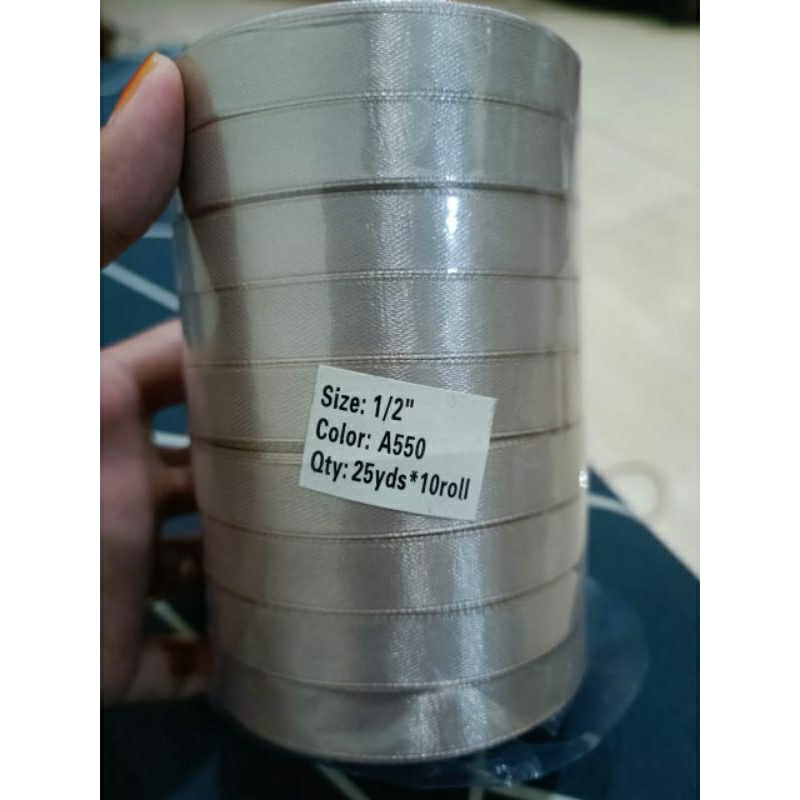 Size: 1/2"
Color: A550
Qty: 25yds*10roll